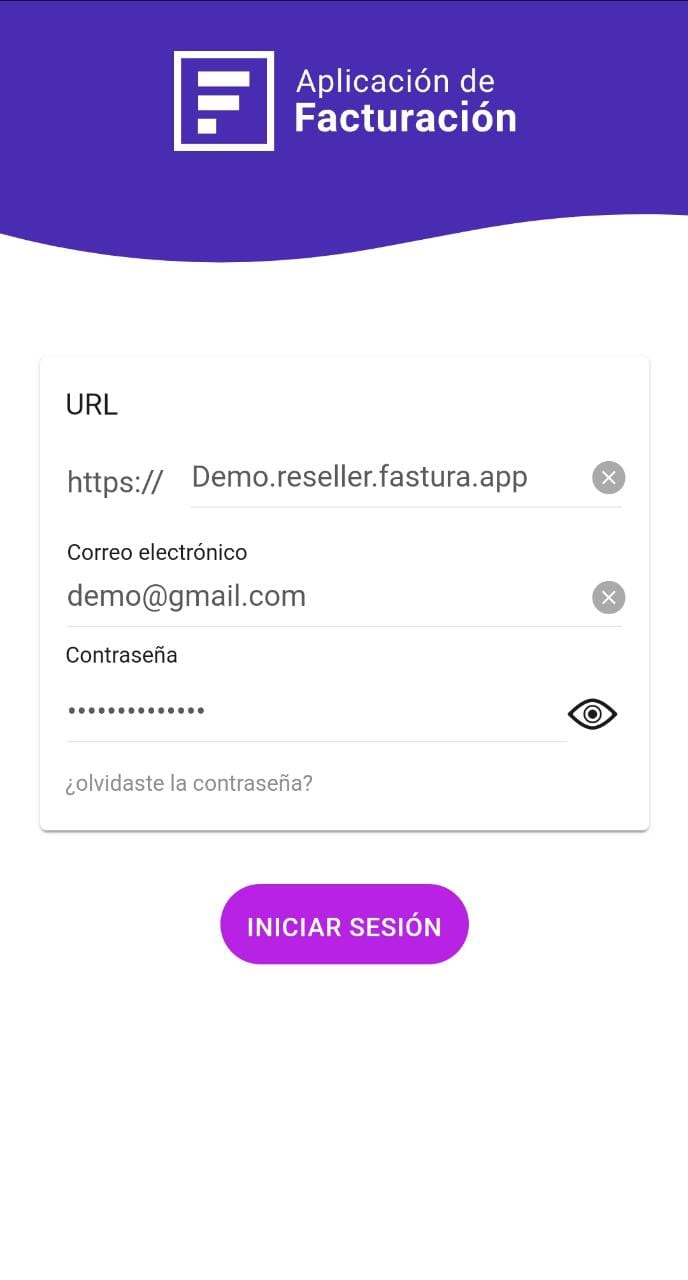 Aplicación de
Facturación
URL
https:// Demo.reseller.fastura.app
Correo electrónico
demo@gmail.com
Contraseña
••••••••••••••
¿olvidaste la contraseña?
INICIAR SESIÓN